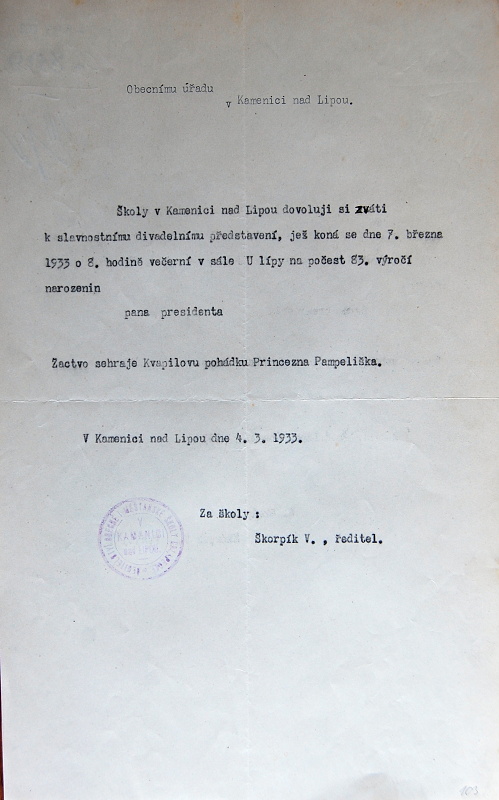 Obecnímu úřadu
v Kamenici nad Lipou.
Školy v Kamenici nad Lipou dovolují si zváti
k slavnostnímu divadelnímu představení, jež koná se dne 7. března
1933 o 8. hodině večerní v sále U lípy na počest 83. výročí
narozenin
pana presidenta
Zactvo sehraje Kvapilovu pohádku Princezna Pampeliška.
V Kamenici nad Lipou dne 4. 3. 1933.
Za školy :
Škorpík V. , ředitel.